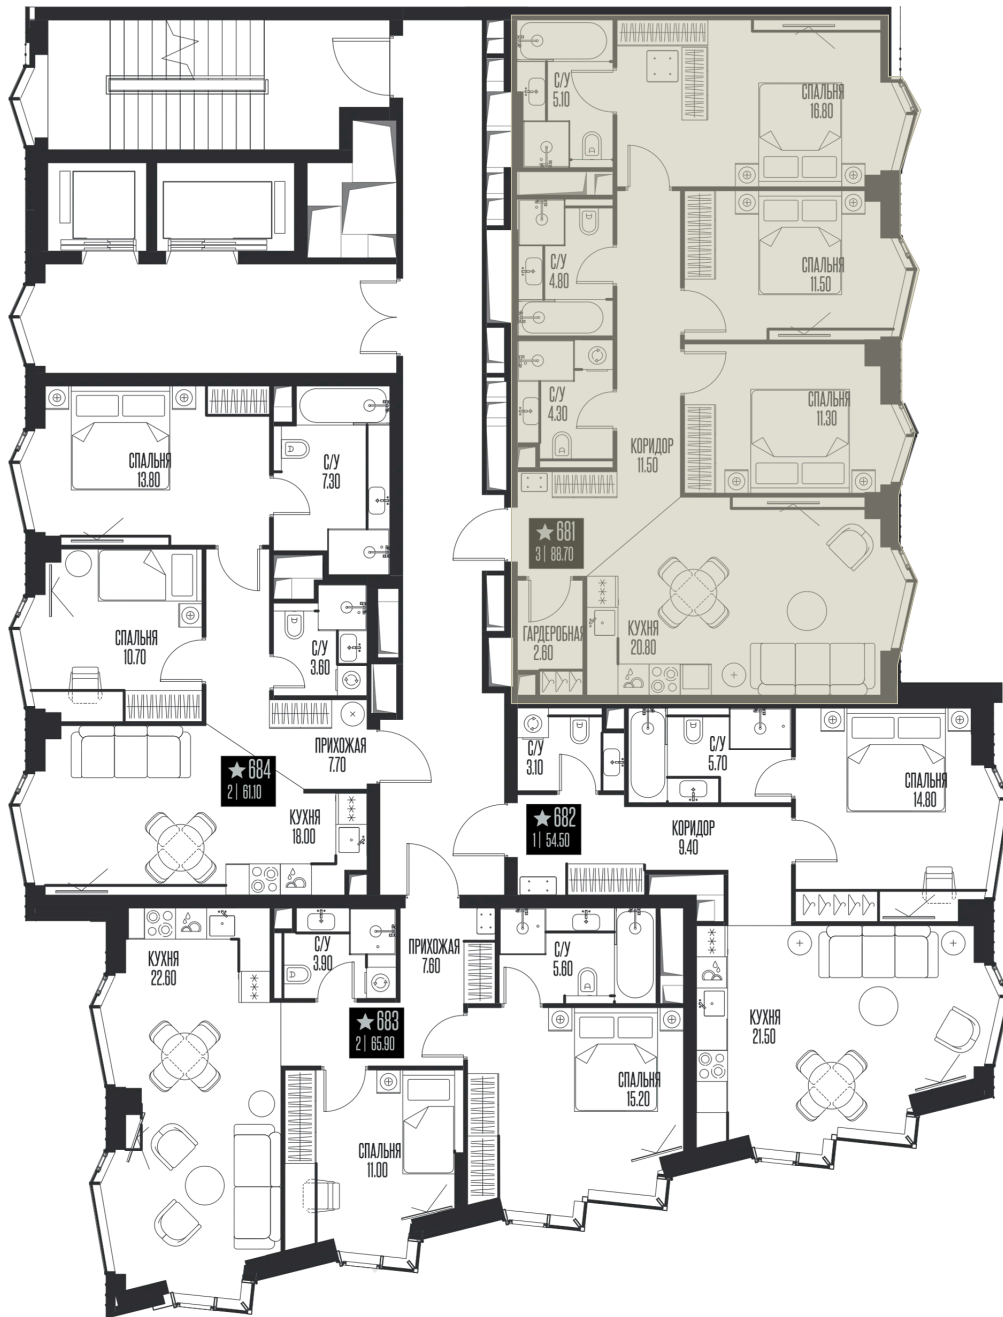 С/У
5.10
СПАЛЬНЯ
16.80
С/У
4.80
СПАЛЬНЯ
11.50
С/У
4.30
СПАЛЬНЯ
11.30
КОРИДОР
11.50
681
3 | 88.70
ГАРДЕРОБНАЯ
2.60
КУХНЯ
20.80
СПАЛЬНЯ
13.80
С/У
7.30
СПАЛЬНЯ
10.70
С/У
3.60
ПРИХОЖАЯ
7.70
684
2 | 61.10
КУХНЯ
18.00
С/У
3.10
С/У
5.70
СПАЛЬНЯ
14.80
682
1 | 54.50
КОРИДОР
9.40
КУХНЯ
22.60
С/У
3.90
ПРИХОЖАЯ
7.60
С/У
5.60
683
2 | 65.90
КУХНЯ
21.50
СПАЛЬНЯ
15.20
СПАЛЬНЯ
11.00